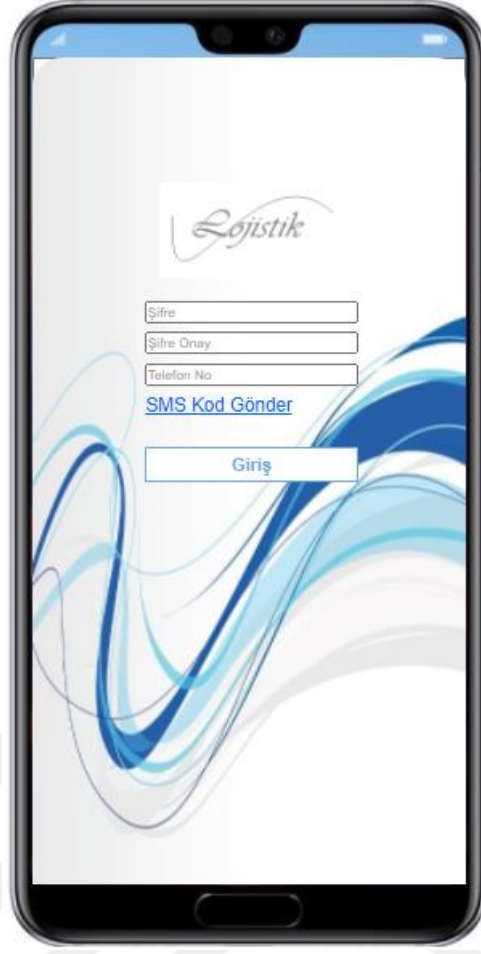 Lojistik
Şifre
Şifre Onay
Telefon No
SMS Kod Gönder
Giriş